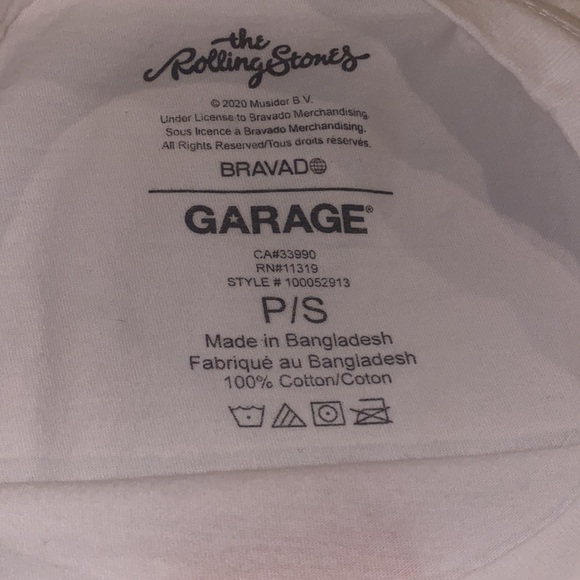 the
Rolling Stones
© 2020 Musidor B.V.
Under License to Bravado Merchandising.
Sous licence à Bravado Merchandising.
All Rights Reserved/Tous droits réservés.
BRAVADO
GARAGE®
CA#33990
RN#11319
STYLE # 100052913
P/S
Made in Bangladesh
Fabriqué au Bangladesh
100% Cotton/Coton